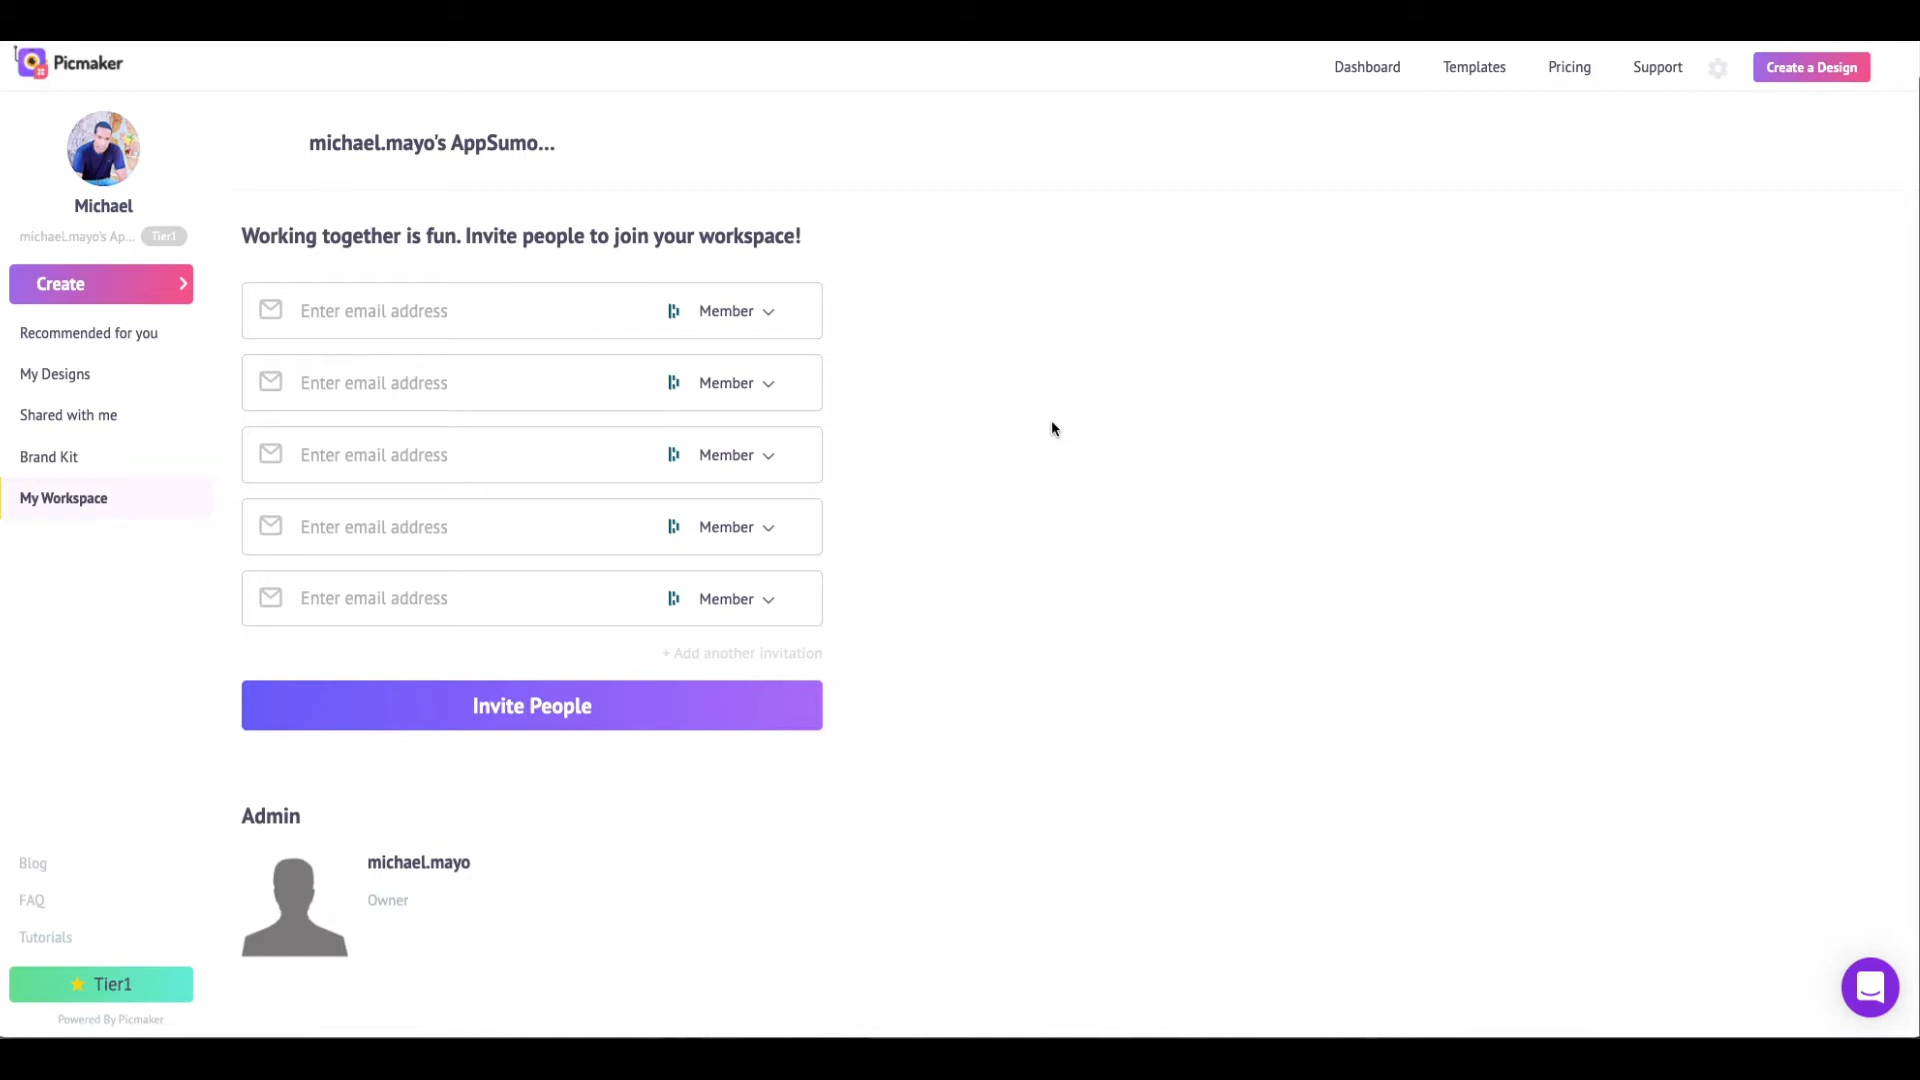 Picmaker
Dashboard
Templates
Pricing
Support
Create a Design
Michael
michael.mayo's Ap...
Tier1
Create
Recommended for you
My Designs
Shared with me
Brand Kit
My Workspace
Blog
FAQ
Tutorials
Tier1
Powered By Picmaker
michael.mayo's AppSumo...
Working together is fun. Invite people to join your workspace!
Enter email address Member
Enter email address Member
Enter email address Member
Enter email address Member
Enter email address Member
+ Add another invitation
Invite People
Admin
michael.mayo
Owner